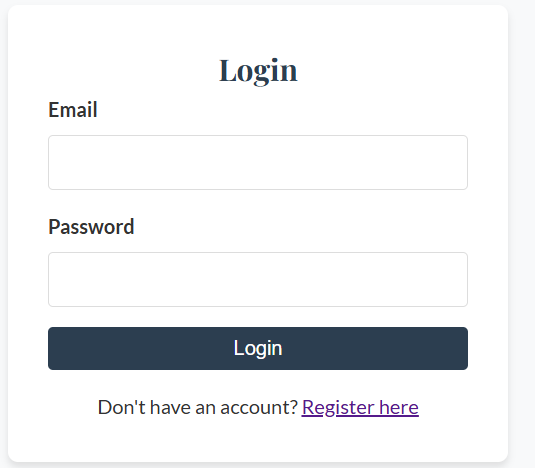 Login
Email
Password
Login
Don't have an account? Register here